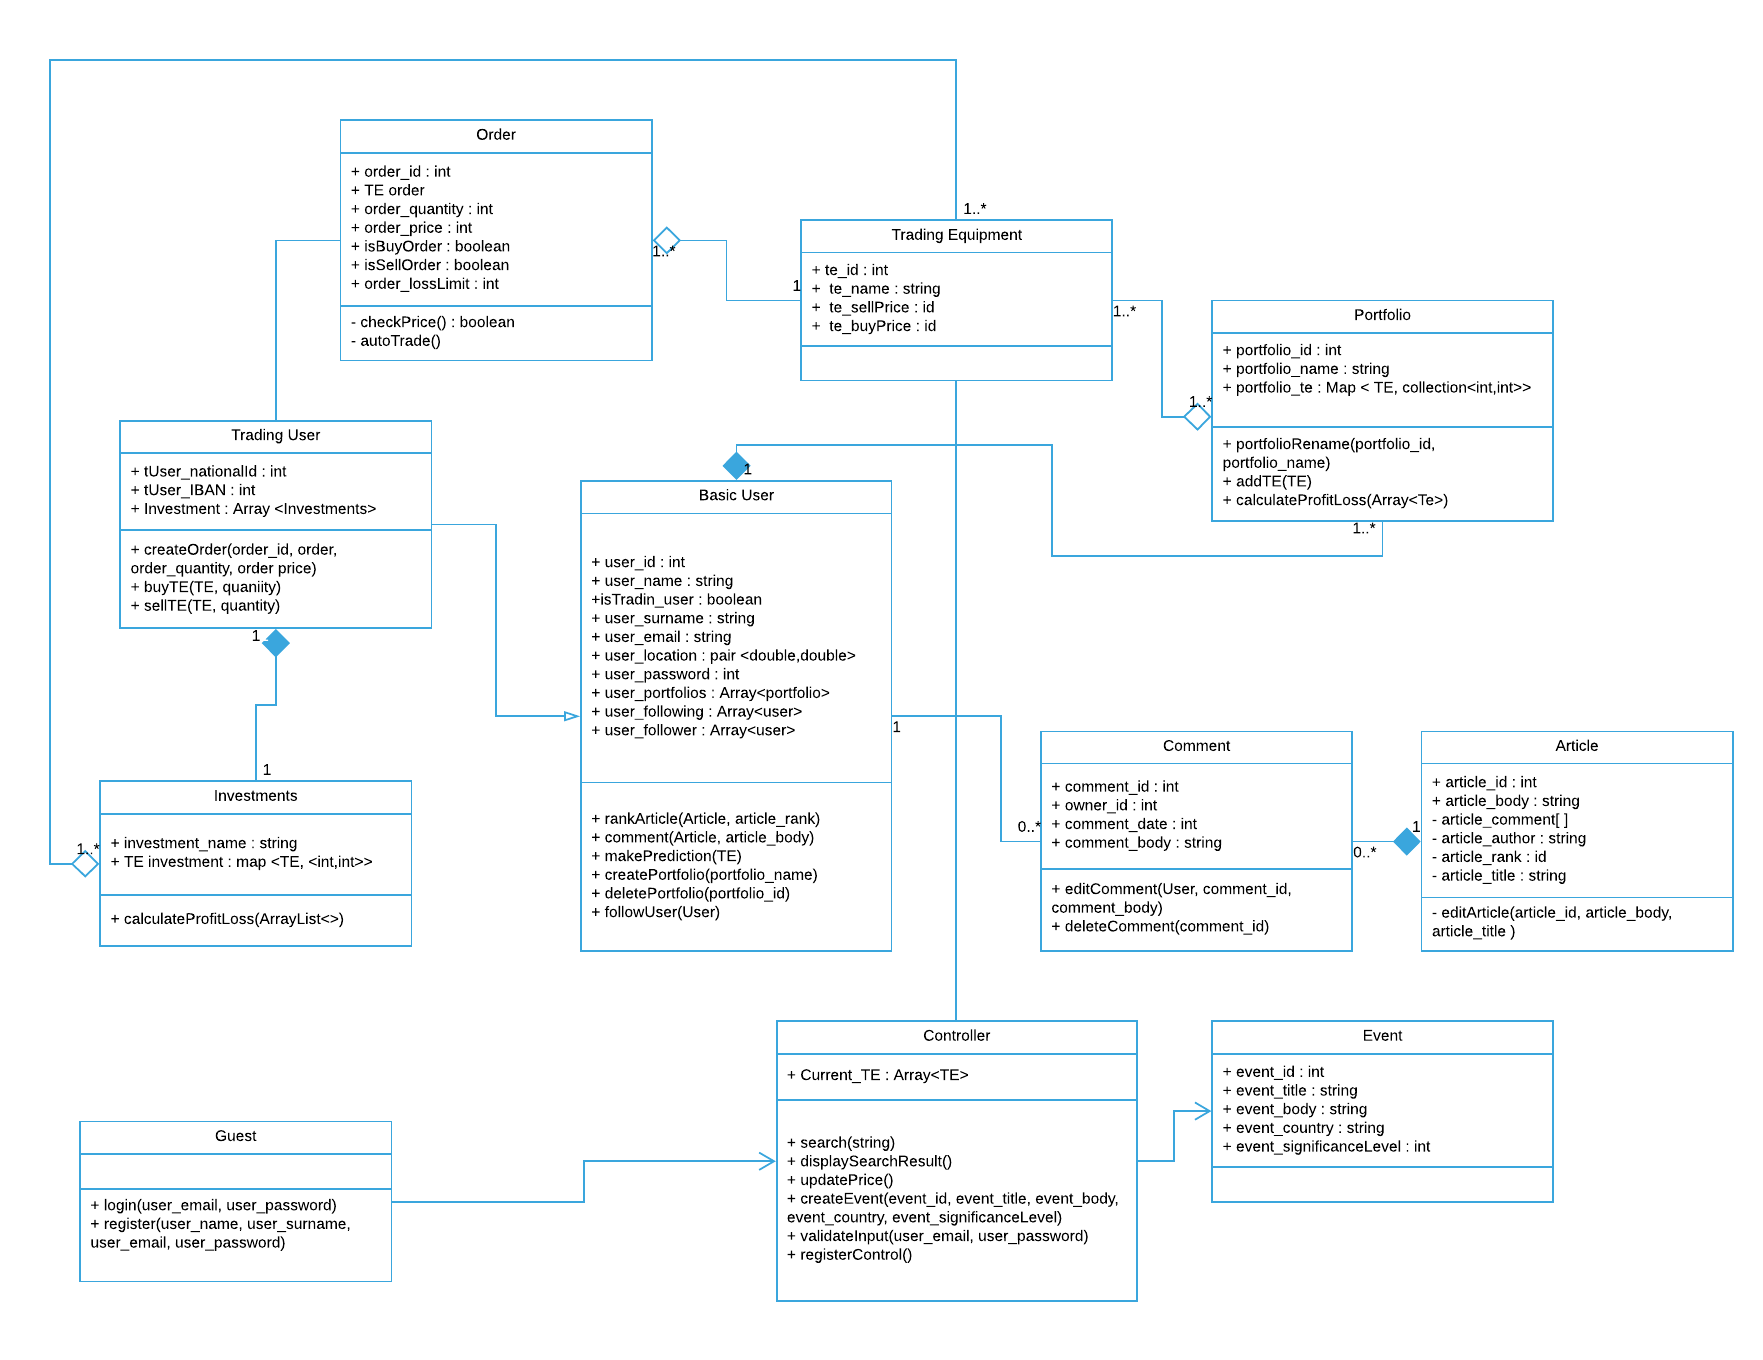 Order
+ order_id : int
+ TE order
+ order_quantity : int
+ order_price : int
+ isBuyOrder : boolean
+ isSellOrder : boolean
+ order_lossLimit : int
- checkPrice() : boolean
- autoTrade()
1..*
1
1..*
Trading Equipment
+ te_id : int
+  te_name : string
+  te_sellPrice : id
+  te_buyPrice : id
1..*
1..*
Portfolio
+ portfolio_id : int
+ portfolio_name : string
+ portfolio_te : Map < TE, collection<int,int>>
+ portfolioRename(portfolio_id,
portfolio_name)
+ addTE(TE)
+ calculateProfitLoss(Array<Te>)
1..*
Trading User
+ tUser_nationalId : int
+ tUser_IBAN : int
+ Investment : Array <Investments>
+ createOrder(order_id, order,
order_quantity, order price)
+ buyTE(TE, quaniity)
+ sellTE(TE, quantity)
1
1
1
Basic User
+ user_id : int
+ user_name : string
+isTradin_user : boolean
+ user_surname : string
+ user_email : string
+ user_location : pair <double,double>
+ user_password : int
+ user_portfolios : Array<portfolio>
+ user_following : Array<user>
+ user_follower : Array<user>
+ rankArticle(Article, article_rank)
+ comment(Article, article_body)
+ makePrediction(TE)
+ createPortfolio(portfolio_name)
+ deletePortfolio(portfolio_id)
+ followUser(User)
1
0..*
Investments
+ investment_name : string
+ TE investment : map <TE, <int,int>>
+ calculateProfitLoss(ArrayList<>)
1..*
Comment
+ comment_id : int
+ owner_id : int
+ comment_date : int
+ comment_body : string
+ editComment(User, comment_id,
comment_body)
+ deleteComment(comment_id)
0..*
1
Article
+ article_id : int
+ article_body : string
- article_comment[ ]
- article_author : string
- article_rank : id
- article_title : string
- editArticle(article_id, article_body,
article_title )
Controller
+ Current_TE : Array<TE>
+ search(string)
+ displaySearchResult()
+ updatePrice()
+ createEvent(event_id, event_title, event_body,
event_country, event_significanceLevel)
+ validateInput(user_email, user_password)
+ registerControl()
Event
+ event_id : int
+ event_title : string
+ event_body : string
+ event_country : string
+ event_significanceLevel : int
Guest
+ login(user_email, user_password)
+ register(user_name, user_surname,
user_email, user_password)